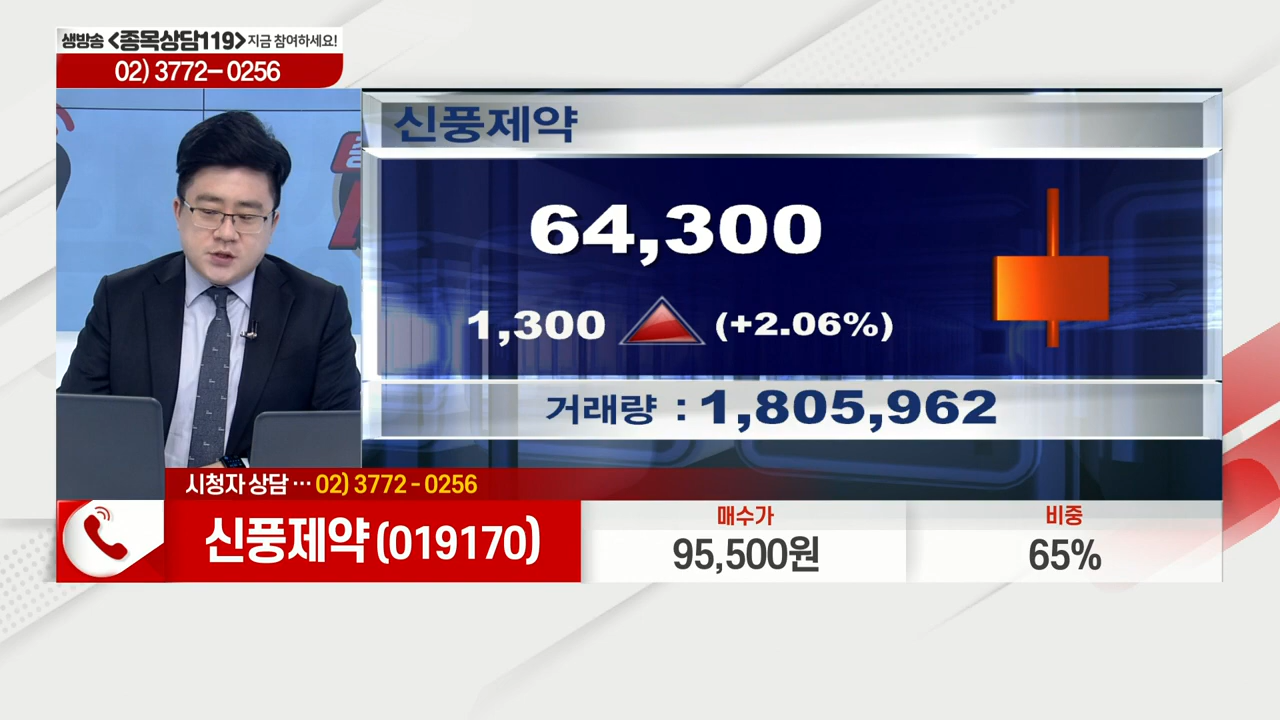 생방송 <종목상담119> 지금 참여하세요!
02) 3772-0256
신풍제약
64,300
1,300 (+2.06%)
거래량 : 1,805,962
시청자 상담 ··· 02) 3772-0256
신풍제약(019170)
매수가
95,500원
비중
65%